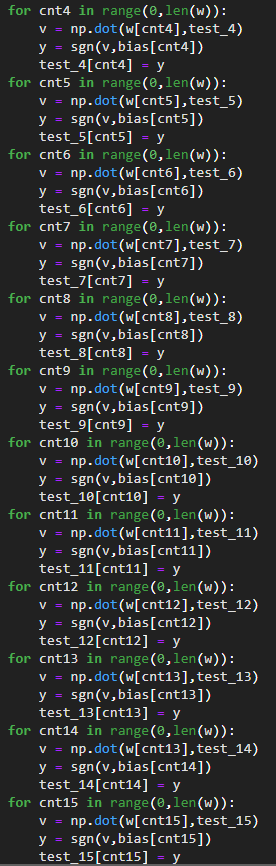 for cnt4 in range(0,len(w)):
    v = np.dot(w[cnt4],test_4)
    y = sgn(v,bias[cnt4])
    test_4[cnt4] = y
for cnt5 in range(0,len(w)):
    v = np.dot(w[cnt5],test_5)
    y = sgn(v,bias[cnt5])
    test_5[cnt5] = y
for cnt6 in range(0,len(w)):
    v = np.dot(w[cnt6],test_6)
    y = sgn(v,bias[cnt6])
    test_6[cnt6] = y
for cnt7 in range(0,len(w)):
    v = np.dot(w[cnt7],test_7)
    y = sgn(v,bias[cnt7])
    test_7[cnt7] = y
for cnt8 in range(0,len(w)):
    v = np.dot(w[cnt8],test_8)
    y = sgn(v,bias[cnt8])
    test_8[cnt8] = y
for cnt9 in range(0,len(w)):
    v = np.dot(w[cnt9],test_9)
    y = sgn(v,bias[cnt9])
    test_9[cnt9] = y
for cnt10 in range(0,len(w)):
    v = np.dot(w[cnt10],test_10)
    y = sgn(v,bias[cnt10])
    test_10[cnt10] = y
for cnt11 in range(0,len(w)):
    v = np.dot(w[cnt11],test_11)
    y = sgn(v,bias[cnt11])
    test_11[cnt11] = y
for cnt12 in range(0,len(w)):
    v = np.dot(w[cnt12],test_12)
    y = sgn(v,bias[cnt12])
    test_12[cnt12] = y
for cnt13 in range(0,len(w)):
    v = np.dot(w[cnt13],test_13)
    y = sgn(v,bias[cnt13])
    test_13[cnt13] = y
for cnt14 in range(0,len(w)):
    v = np.dot(w[cnt13],test_14)
    y = sgn(v,bias[cnt14])
    test_14[cnt14] = y
for cnt15 in range(0,len(w)):
    v = np.dot(w[cnt15],test_15)
    y = sgn(v,bias[cnt15])
    test_15[cnt15] = y